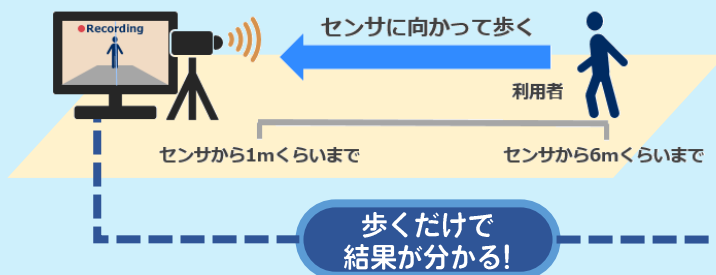 ●Recording
センサに向かって歩く
利用者
センサから1mくらいまで
センサから6mくらいまで
歩くだけで
結果が分かる!